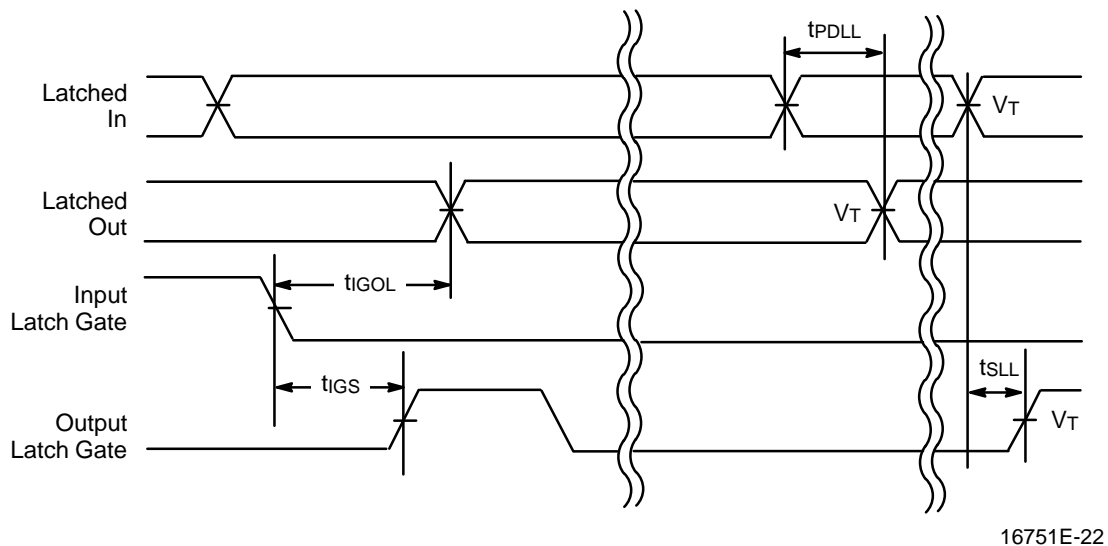 tPDLL
Latched
In
VT
Latched
Out
VT
tIGOL
Input
Latch Gate
tIGS
tSLL
Output
Latch Gate
VT
16751E-22